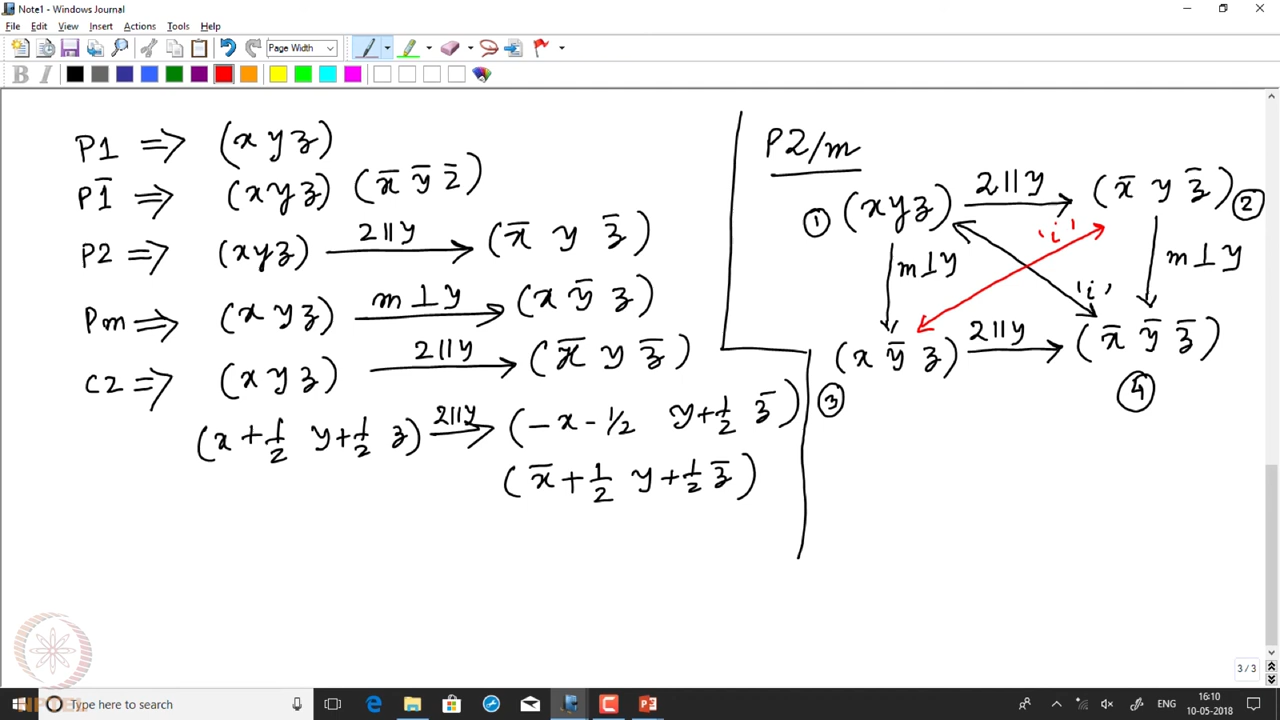 Note1 - Windows Journal
File Edit View Insert Actions Tools Help
Page Width
B I
P1 ⇒ (x y z)
P1̄ ⇒ (x y z) (x̄ ȳ z̄)
P2 ⇒ (x y z) 2||y → (x̄ y z̄)
Pm ⇒ (x y z) m⊥y → (x ȳ z)
C2 ⇒ (x y z) 2||y → (x̄ y z̄)
(x+1/2 y+1/2 z) 2||y → (-x-1/2 y+1/2 z̄)
(x̄+1/2 y+1/2 z̄)
P2/m
① (x y z) 2||y → (x̄ y z̄) ②
'i'
m⊥y m⊥y
'i'
③ (x ȳ z) 2||y → (x̄ ȳ z̄)
④
3/3
Type here to search
ENG
16:10
10-05-2018